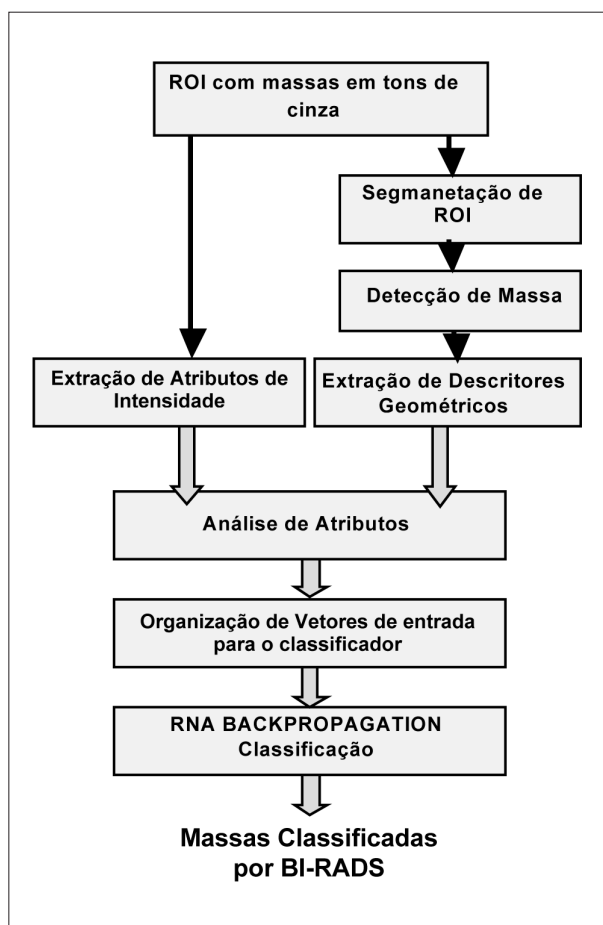 ROI com massas em tons de
cinza
Segmanetação de
ROI
Detecção de Massa
Extração de Atributos de
Intensidade
Extração de Descritores
Geométricos
Análise de Atributos
Organização de Vetores de entrada
para o classificador
RNA BACKPROPAGATION
Classificação
Massas Classificadas
por BI-RADS